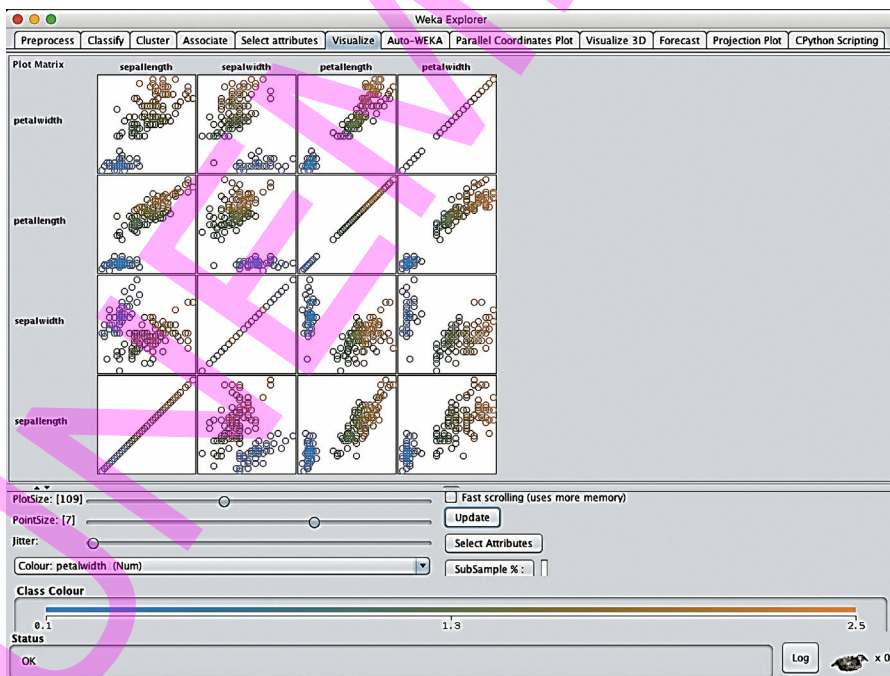 Weka Explorer
Preprocess Classify Cluster Associate Select attributes Visualize Auto-WEKA Parallel Coordinates Plot Visualize 3D Forecast Projection Plot CPython Scripting
Plot Matrix sepallength sepalwidth petallength petalwidth
petalwidth
petallength
sepalwidth
sepallength
PlotSize: [109]
Fast scrolling (uses more memory)
PointSize: [7]
Update
Jitter:
Select Attributes
Colour: petalwidth (Num)
SubSample % :
Class Colour
0.1 1.3 2.5
Status
OK
Log
x 0